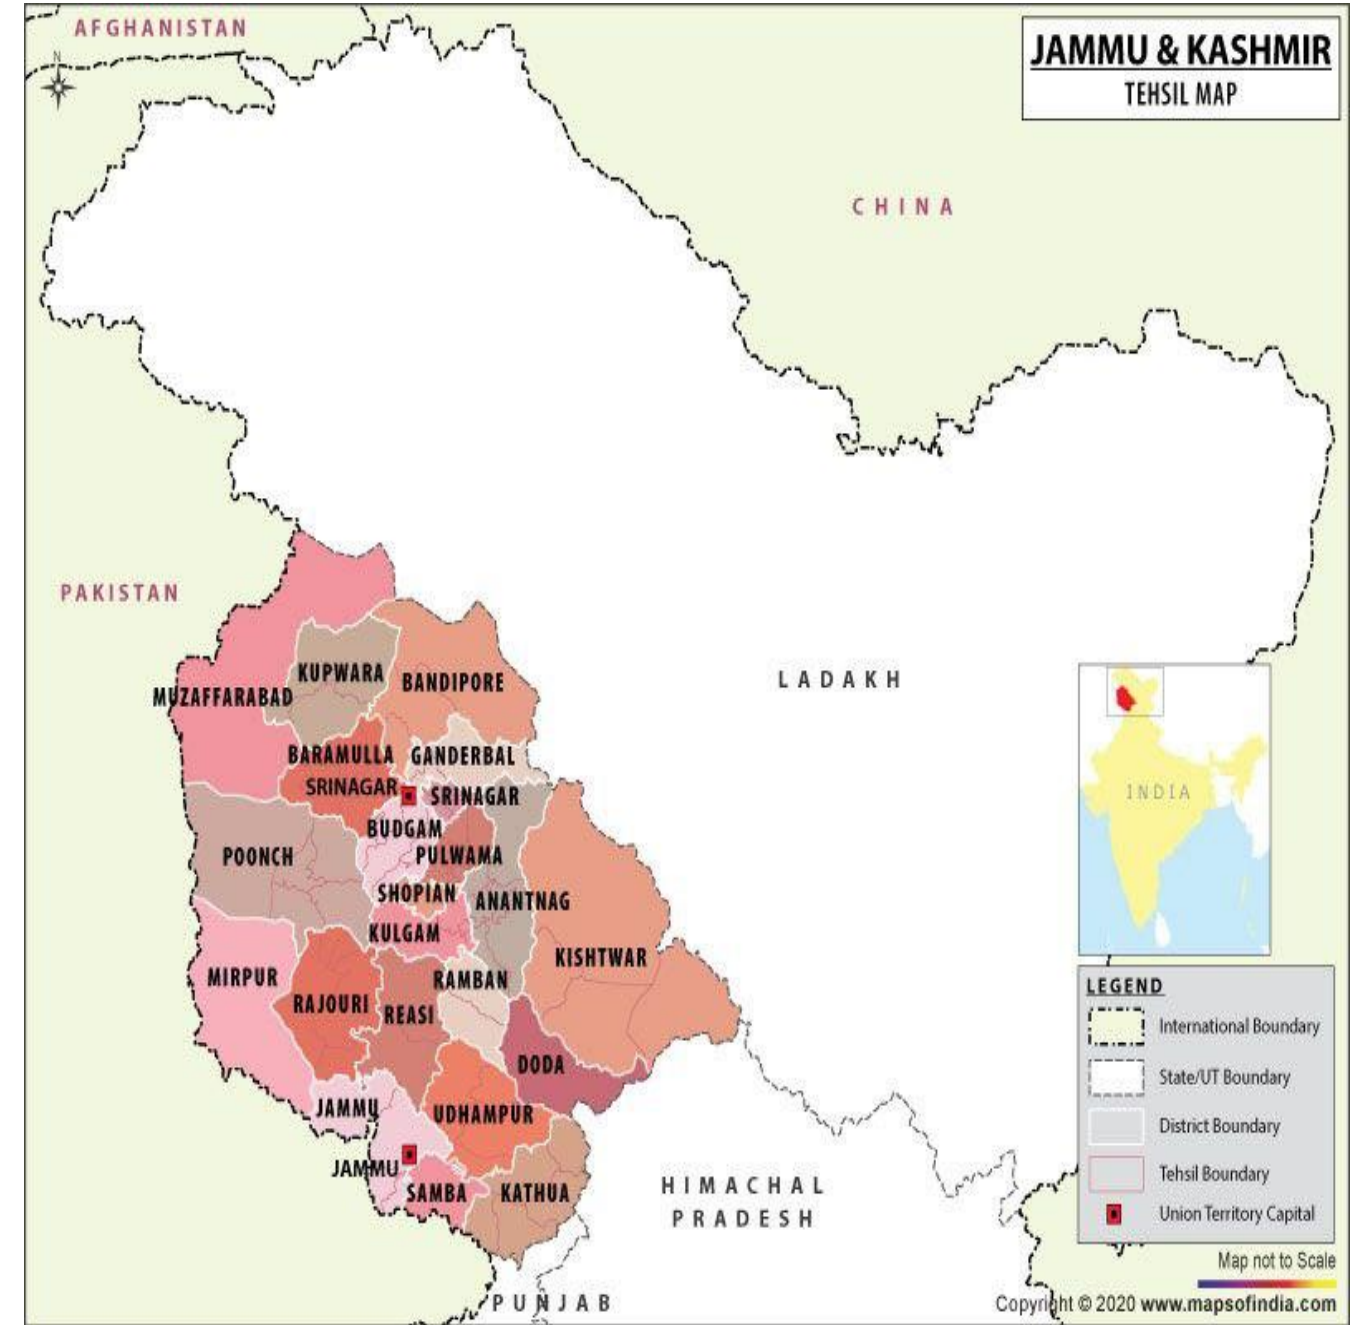 AFGHANISTAN
N
JAMMU & KASHMIR
TEHSIL MAP
CHINA
PAKISTAN
LADAKH
KUPWARA
BANDIPORE
MUZAFFARABAD
BARAMULLA
GANDERBAL
SRINAGAR
SRINAGAR
BUDGAM
PULWAMA
POONCH
SHOPIAN
ANANTNAG
KULGAM
KISHTWAR
MIRPUR
RAMBAN
RAJOURI
REASI
DODA
JAMMU
UDHAMPUR
JAMMU
SAMBA
KATHUA
HIMACHAL
PRADESH
PUNJAB
INDIA
LEGEND
International Boundary
State/UT Boundary
District Boundary
Tehsil Boundary
Union Territory Capital
Map not to Scale
Copyright © 2020 www.mapsofindia.com